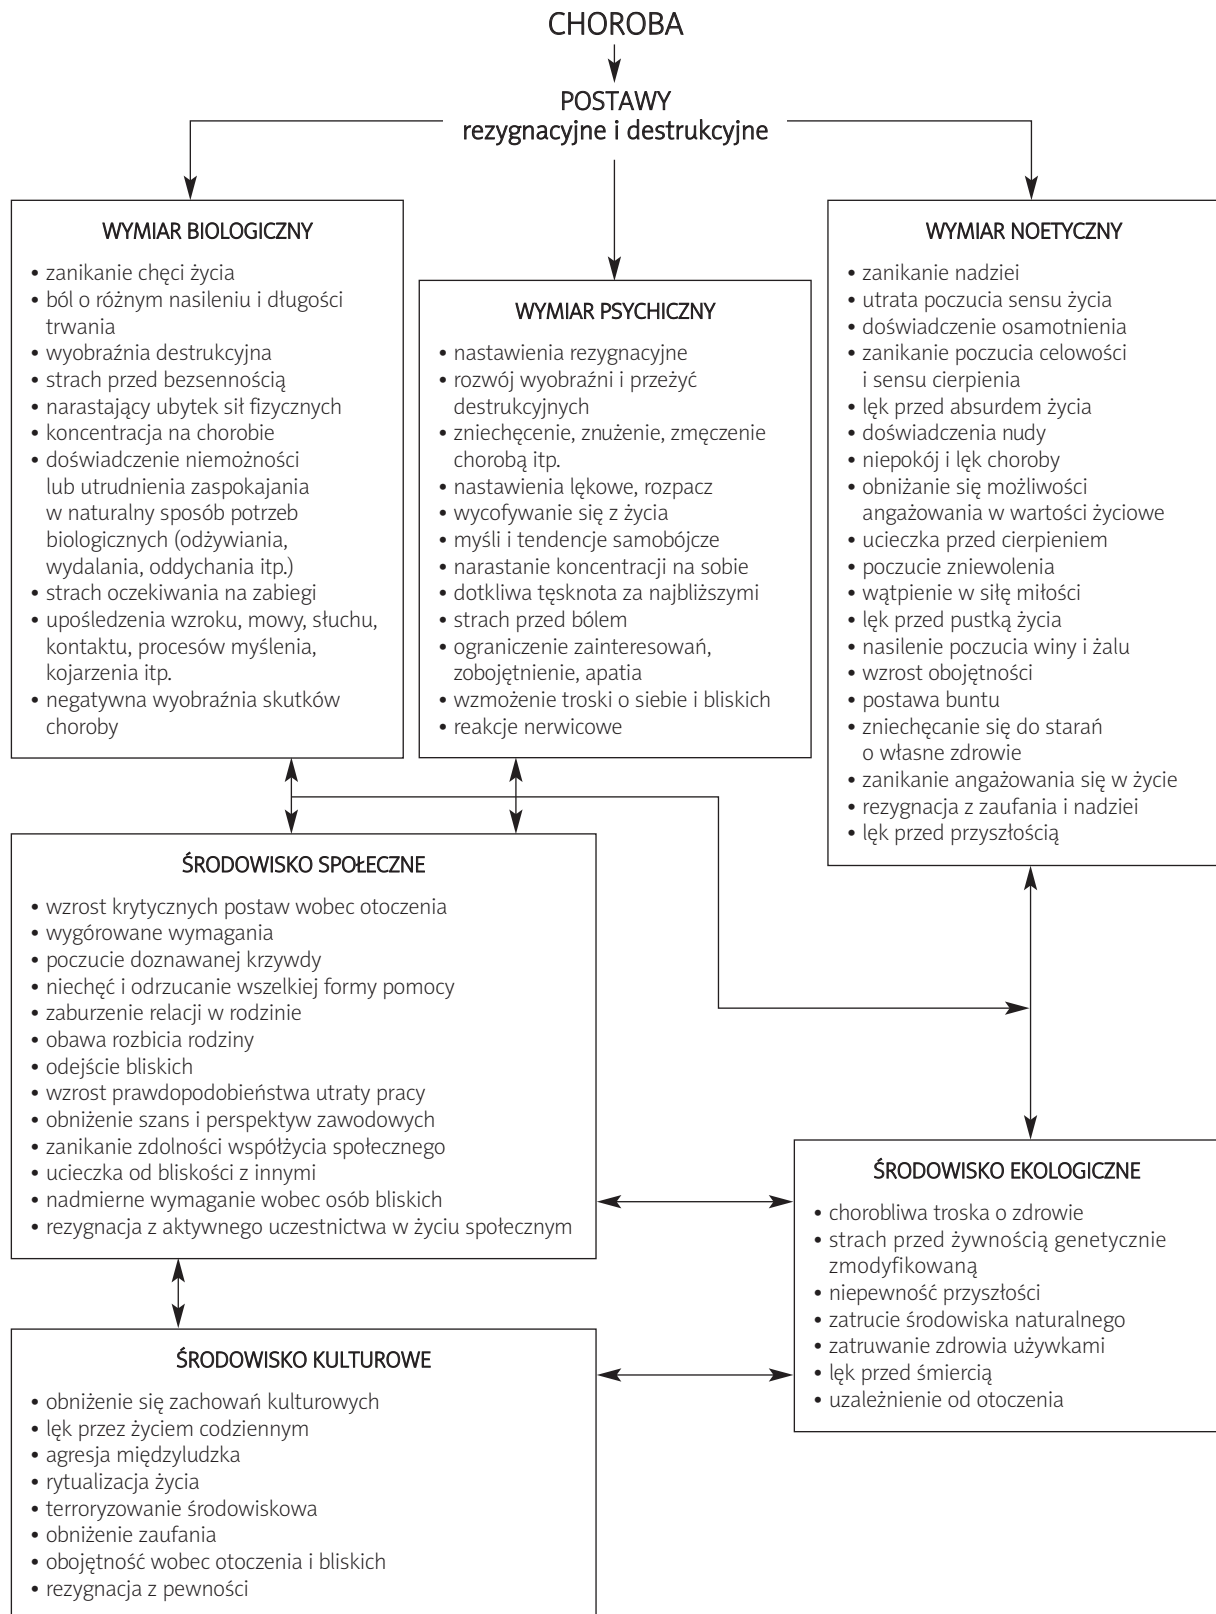 CHOROBA
POSTAWY
rezygnacyjne i destrukcyjne
WYMIAR BIOLOGICZNY
• zanikanie chęci życia
• ból o różnym nasileniu i długości
trwania
• wyobraźnia destrukcyjna
• strach przed bezsennością
• narastający ubytek sił fizycznych
• koncentracja na chorobie
• doświadczenie niemożności
lub utrudnienia zaspokajania
w naturalny sposób potrzeb
biologicznych (odżywiania,
wydalania, oddychania itp.)
• strach oczekiwania na zabiegi
• upośledzenia wzroku, mowy, słuchu,
kontaktu, procesów myślenia,
kojarzenia itp.
• negatywna wyobraźnia skutków
choroby
WYMIAR PSYCHICZNY
• nastawienia rezygnacyjne
• rozwój wyobraźni i przeżyć
destrukcyjnych
• zniechęcenie, znużenie, zmęczenie
chorobą itp.
• nastawienia lękowe, rozpacz
• wycofywanie się z życia
• myśli i tendencje samobójcze
• narastanie koncentracji na sobie
• dotkliwa tęsknota za najbliższymi
• strach przed bólem
• ograniczenie zainteresowań,
zobojętnienie, apatia
• wzmożenie troski o siebie i bliskich
• reakcje nerwicowe
WYMIAR NOETYCZNY
• zanikanie nadziei
• utrata poczucia sensu życia
• doświadczenie osamotnienia
• zanikanie poczucia celowości
i sensu cierpienia
• lęk przed absurdem życia
• doświadczenia nudy
• niepokój i lęk choroby
• obniżanie się możliwości
angażowania w wartości życiowe
• ucieczka przed cierpieniem
• poczucie zniewolenia
• wątpienie w siłę miłości
• lęk przed pustką życia
• nasilenie poczucia winy i żalu
• wzrost obojętności
• postawa buntu
• zniechęcanie się do starań
o własne zdrowie
• zanikanie angażowania się w życie
• rezygnacja z zaufania i nadziei
• lęk przed przyszłością
ŚRODOWISKO SPOŁECZNE
• wzrost krytycznych postaw wobec otoczenia
• wygórowane wymagania
• poczucie doznawanej krzywdy
• niechęć i odrzucanie wszelkiej formy pomocy
• zaburzenie relacji w rodzinie
• obawa rozbicia rodziny
• odejście bliskich
• wzrost prawdopodobieństwa utraty pracy
• obniżenie szans i perspektyw zawodowych
• zanikanie zdolności współżycia społecznego
• ucieczka od bliskości z innymi
• nadmierne wymaganie wobec osób bliskich
• rezygnacja z aktywnego uczestnictwa w życiu społecznym
ŚRODOWISKO EKOLOGICZNE
• chorobliwa troska o zdrowie
• strach przed żywnością genetycznie
zmodyfikowaną
• niepewność przyszłości
• zatrucie środowiska naturalnego
• zatruwanie zdrowia używkami
• lęk przed śmiercią
• uzależnienie od otoczenia
ŚRODOWISKO KULTUROWE
• obniżenie się zachowań kulturowych
• lęk przez życiem codziennym
• agresja międzyludzka
• rytualizacja życia
• terroryzowanie środowiskowa
• obniżenie zaufania
• obojętność wobec otoczenia i bliskich
• rezygnacja z pewności